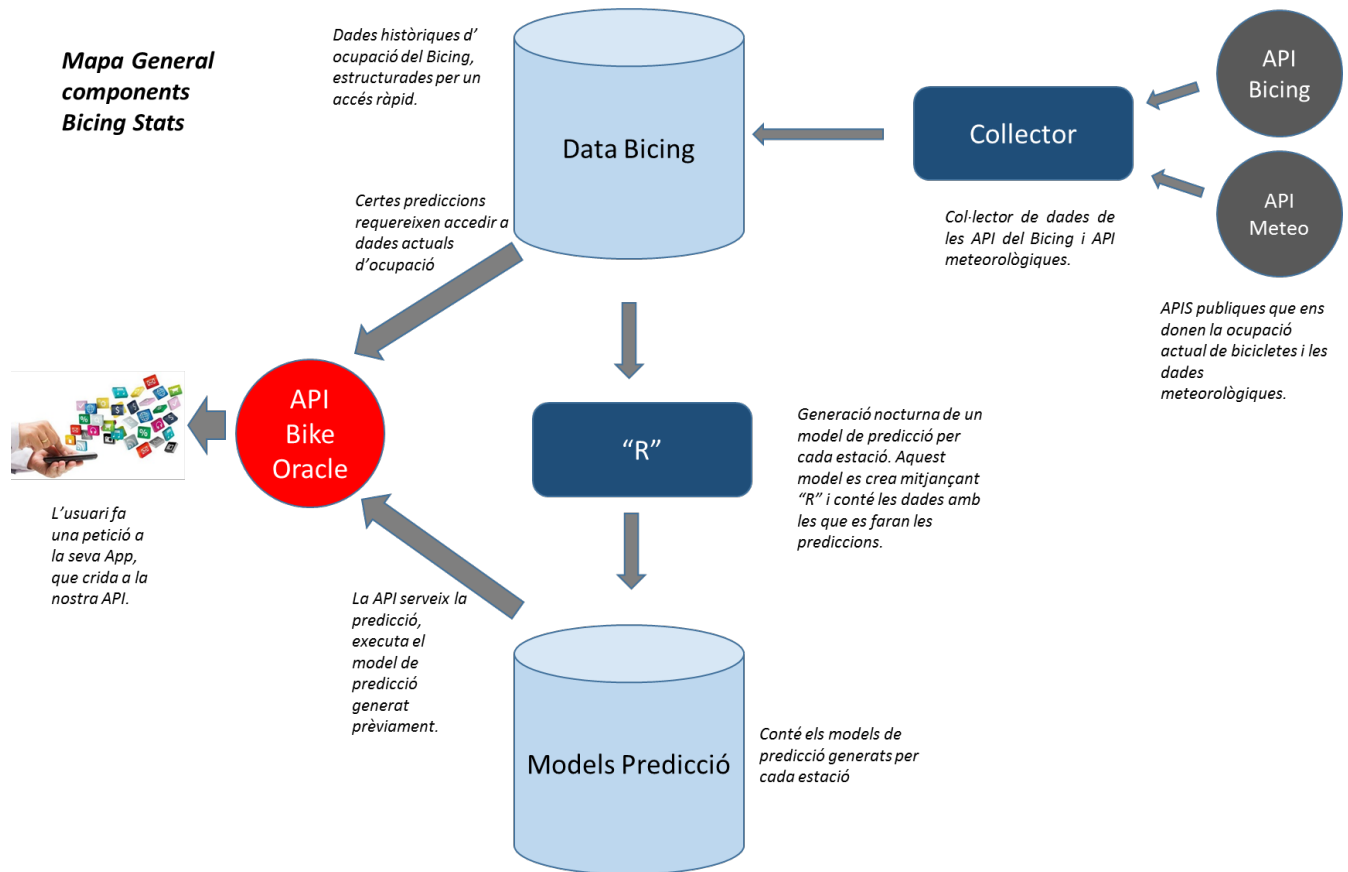 Mapa General
components
Bicing Stats
Dades històriques d’
ocupació del Bicing,
estructurades per un
accés ràpid.
Data Bicing
Collector
API
Bicing
API
Meteo
Col·lector de dades de
les API del Bicing i API
meteorològiques.
APIS publiques que ens
donen la ocupació
actual de bicicletes i les
dades
meteorològiques.
Certes prediccions
requereixen accedir a
dades actuals
d’ocupació
API
Bike
Oracle
“R”
Generació nocturna de un
model de predicció per
cada estació. Aquest
model es crea mitjançant
“R” i conté les dades amb
les que es faran les
prediccions.
L’usuari fa
una petició a
la seva App,
que crida a la
nostra API.
La API serveix la
predicció,
executa el
model de
predicció
generat
prèviament.
Models Predicció
Conté els models de
predicció generats per
cada estació